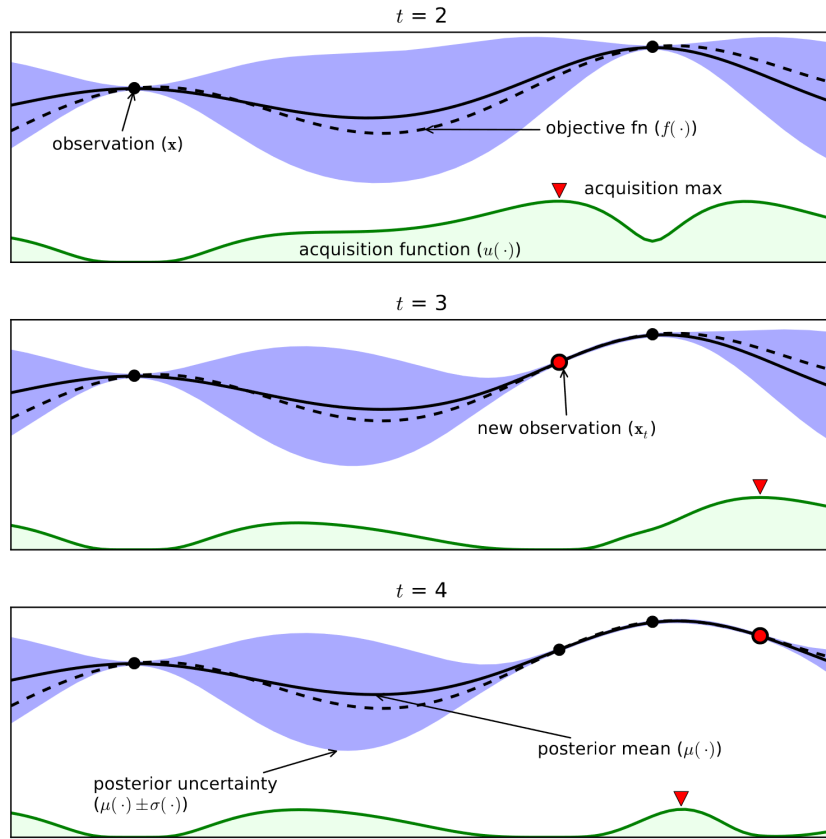 t = 2
observation (x)
objective fn (f(·))
acquisition max
acquisition function (u(·))
t = 3
new observation (xₜ)
t = 4
posterior mean (μ(·))
posterior uncertainty
(μ(·)±σ(·))